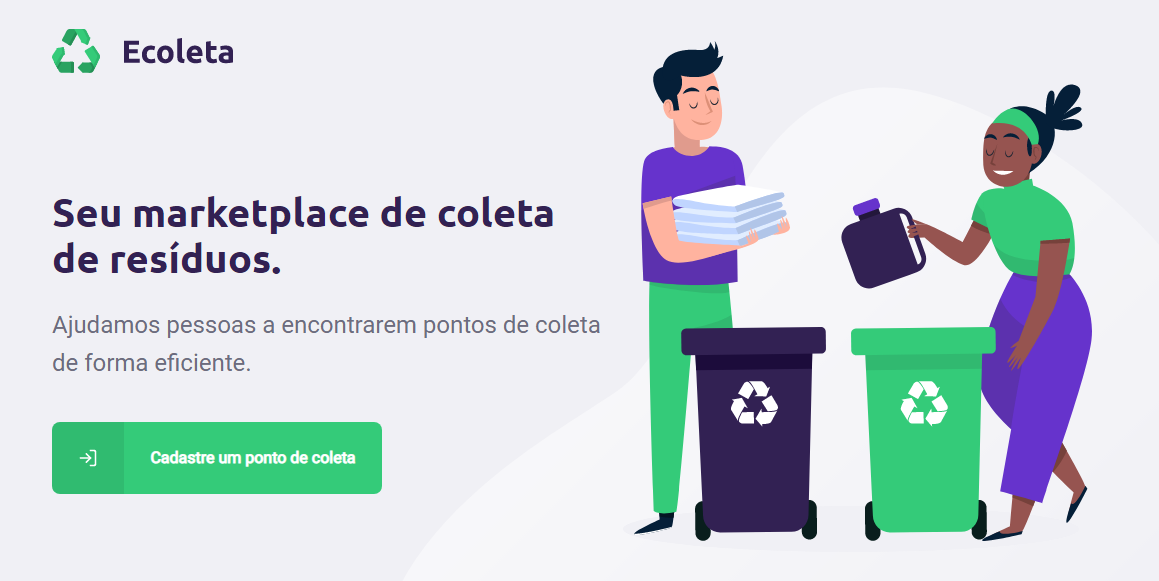 Ecoleta
Seu marketplace de coleta
de resíduos.
Ajudamos pessoas a encontrarem pontos de coleta
de forma eficiente.
Cadastre um ponto de coleta